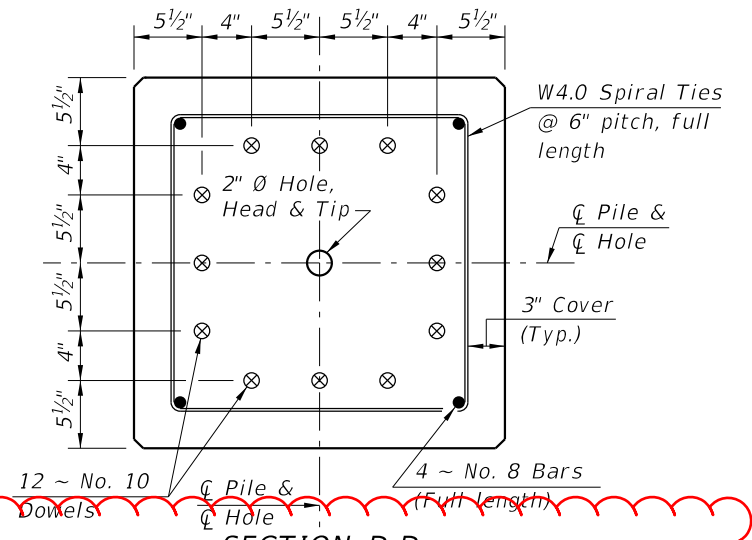 5½" 4" 5½" 5½" 4" 5½"
5½"
4"
5½"
5½"
4"
5½"
W4.0 Spiral Ties
@ 6" pitch, full
length
2" Ø Hole,
Head & Tip
℄ Pile &
℄ Hole
3" Cover
(Typ.)
12 ~ No. 10
Dowels
℄ Pile &
℄ Hole
4 ~ No. 8 Bars
(Full length)
SECTION D-D